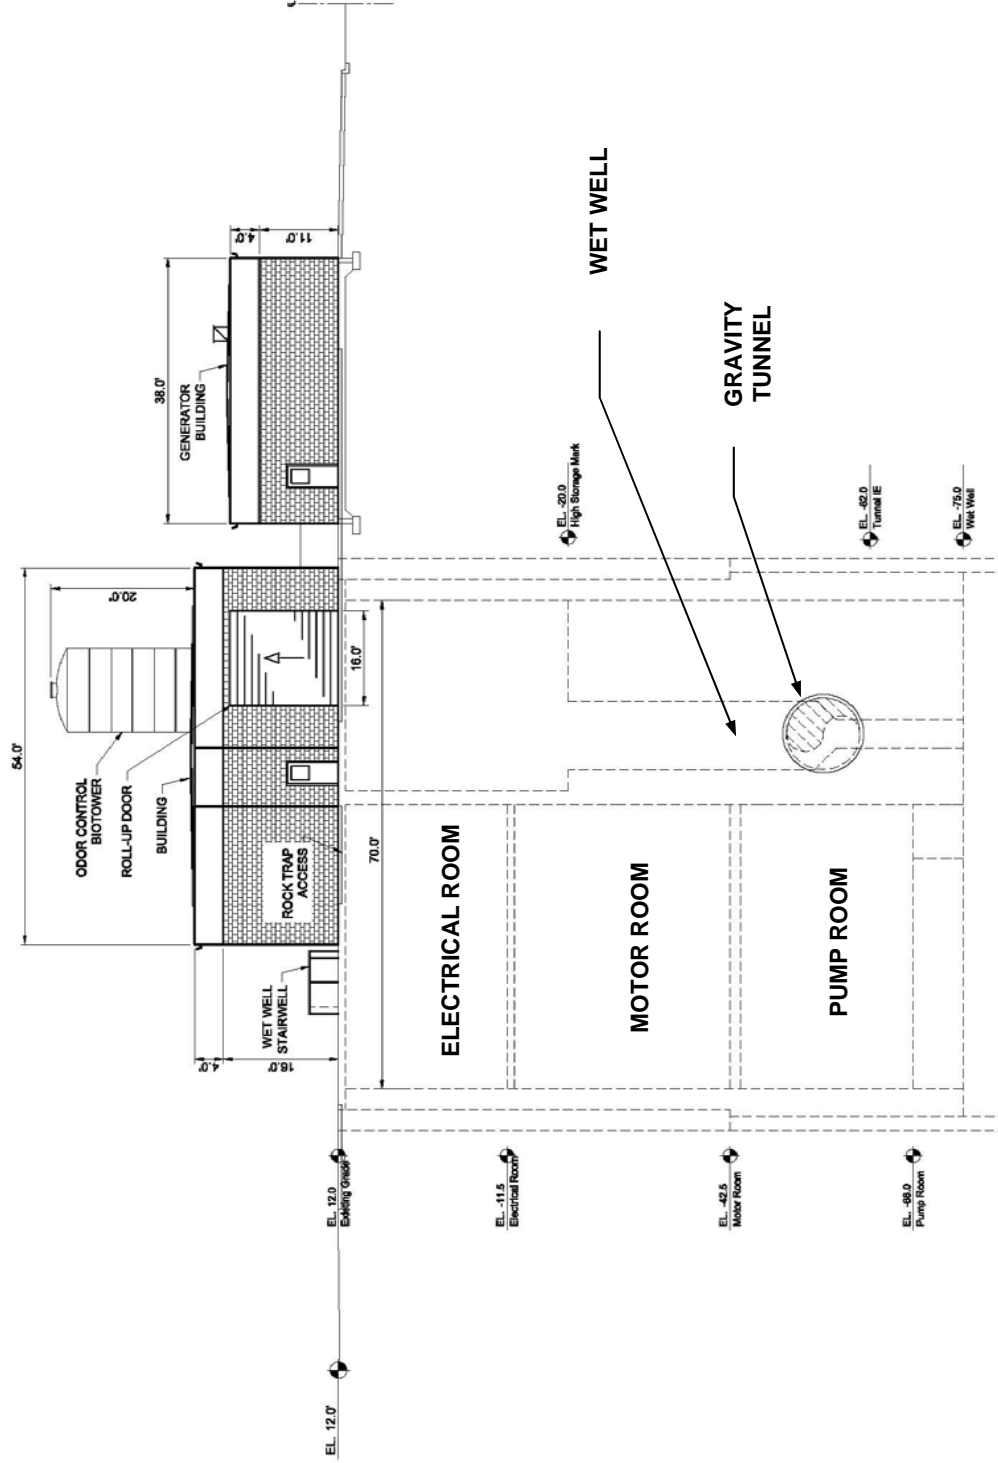 54.0'
20.0'
ODOR CONTROL
BIOTOWER
ROLL-UP DOOR
BUILDING
4.0'
16.0'
WET WELL
STAIRWELL
ROCK TRAP
ACCESS
16.0'
38.0'
GENERATOR
BUILDING
4.0'
11.0'
70.0'
EL. 12.0'
EL. 12.0
Existing Grade
EL. -11.5
Electrical Room
EL. -42.5
Motor Room
EL. -68.0
Pump Room
ELECTRICAL ROOM
MOTOR ROOM
PUMP ROOM
WET WELL
GRAVITY
TUNNEL
EL. -20.0
High Storage Mark
EL. -62.0
Tunnel IE
EL. -75.0
Wet Well